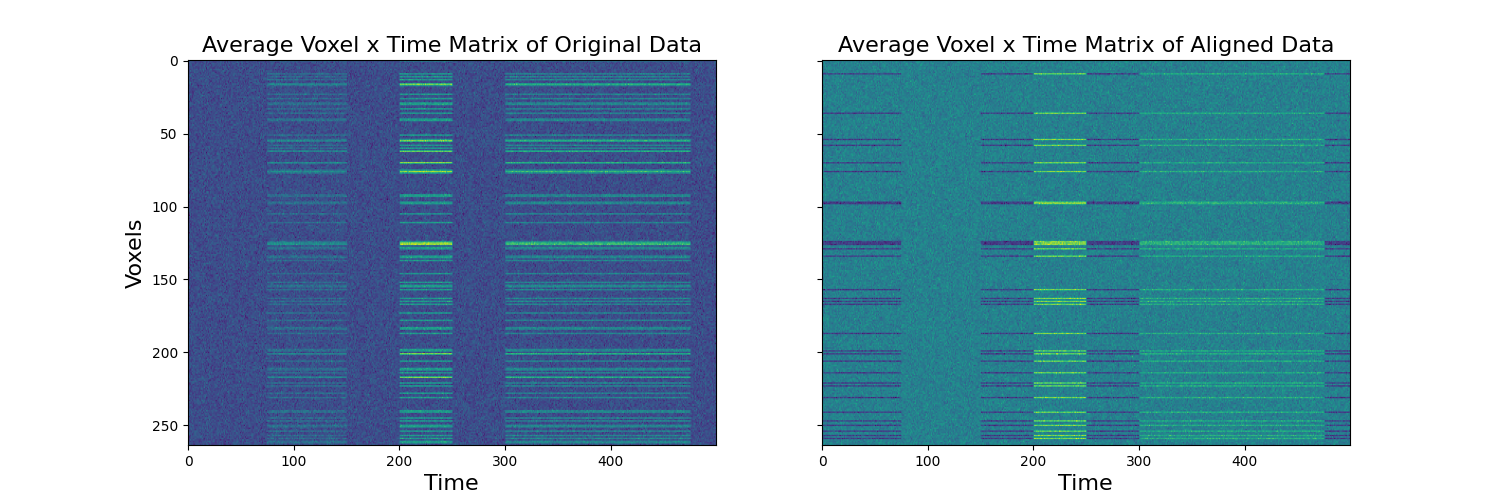 Average Voxel x Time Matrix of Original Data
Average Voxel x Time Matrix of Aligned Data
Voxels
0
50
100
150
200
250
0 100 200 300 400
0 100 200 300 400
Time
Time